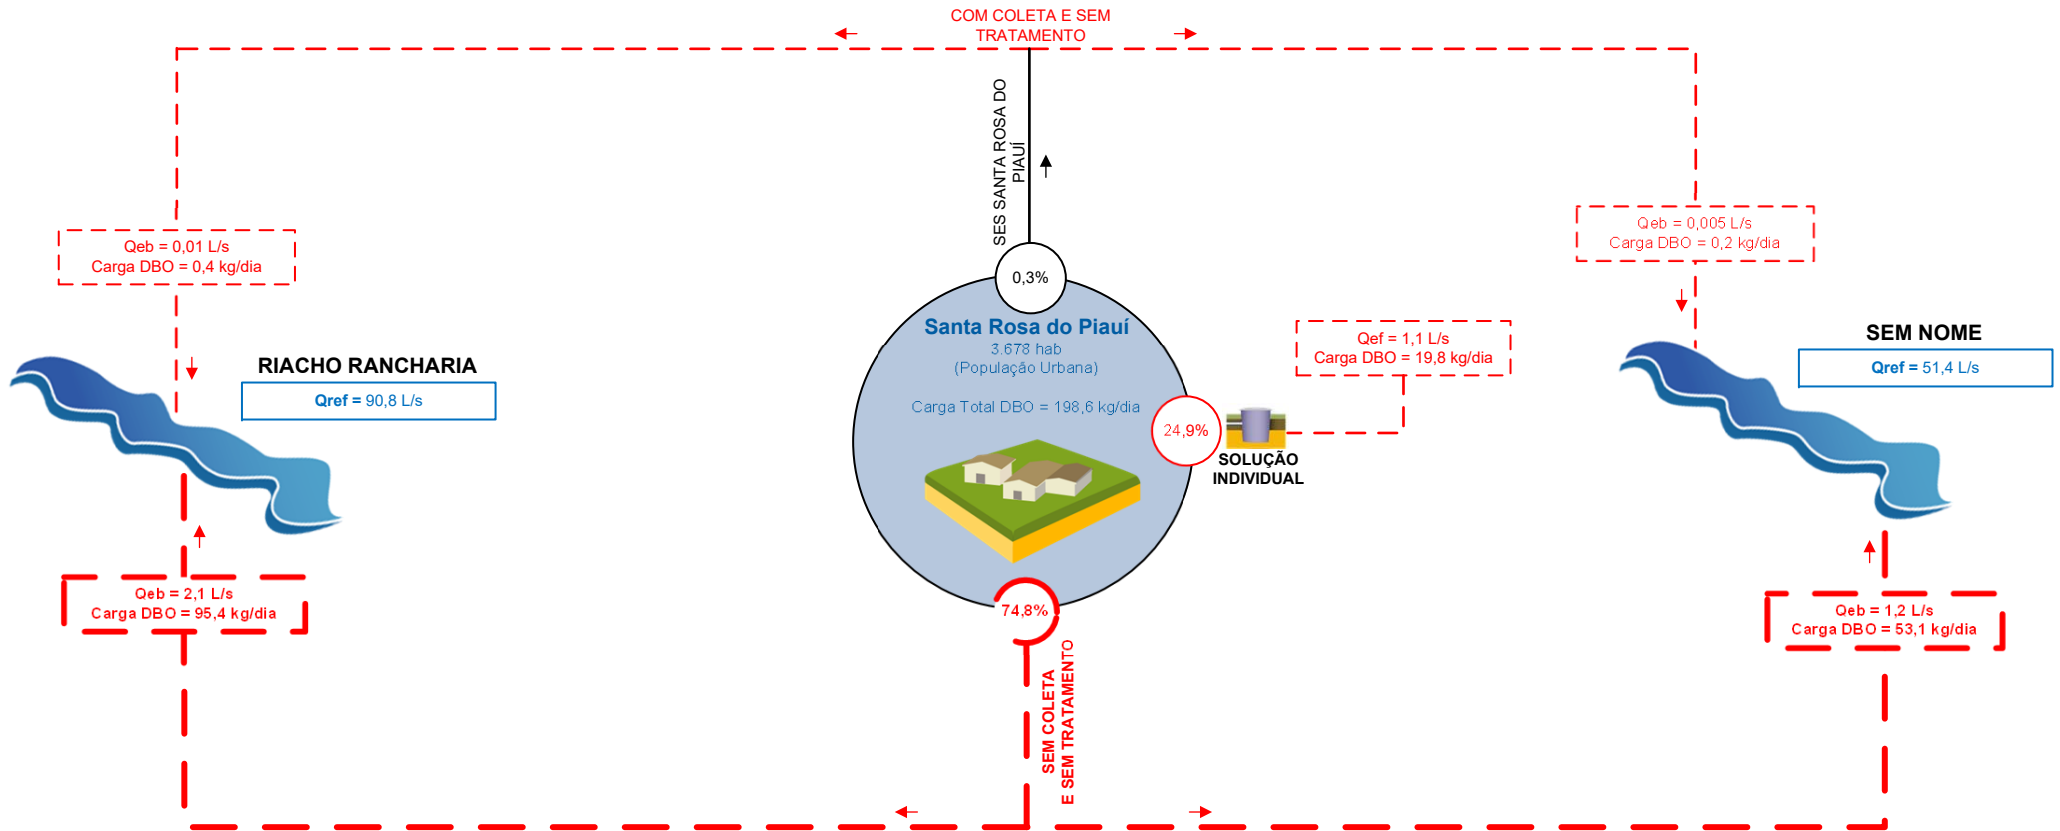 COM COLETA E SEM
TRATAMENTO
SES SANTA ROSA DO
PIAUÍ
Qeb = 0,01 L/s
Carga DBO = 0,4 kg/dia
Qeb = 0,005 L/s
Carga DBO = 0,2 kg/dia
0,3%
Santa Rosa do Piauí
3.678 hab
(População Urbana)
Carga Total DBO = 198,6 kg/dia
24,9%
SOLUÇÃO
INDIVIDUAL
Qef = 1,1 L/s
Carga DBO = 19,8 kg/dia
RIACHO RANCHARIA
Qref = 90,8 L/s
SEM NOME
Qref = 51,4 L/s
Qeb = 2,1 L/s
Carga DBO = 95,4 kg/dia
74,8%
SEM COLETA
E SEM TRATAMENTO
Qeb = 1,2 L/s
Carga DBO = 53,1 kg/dia